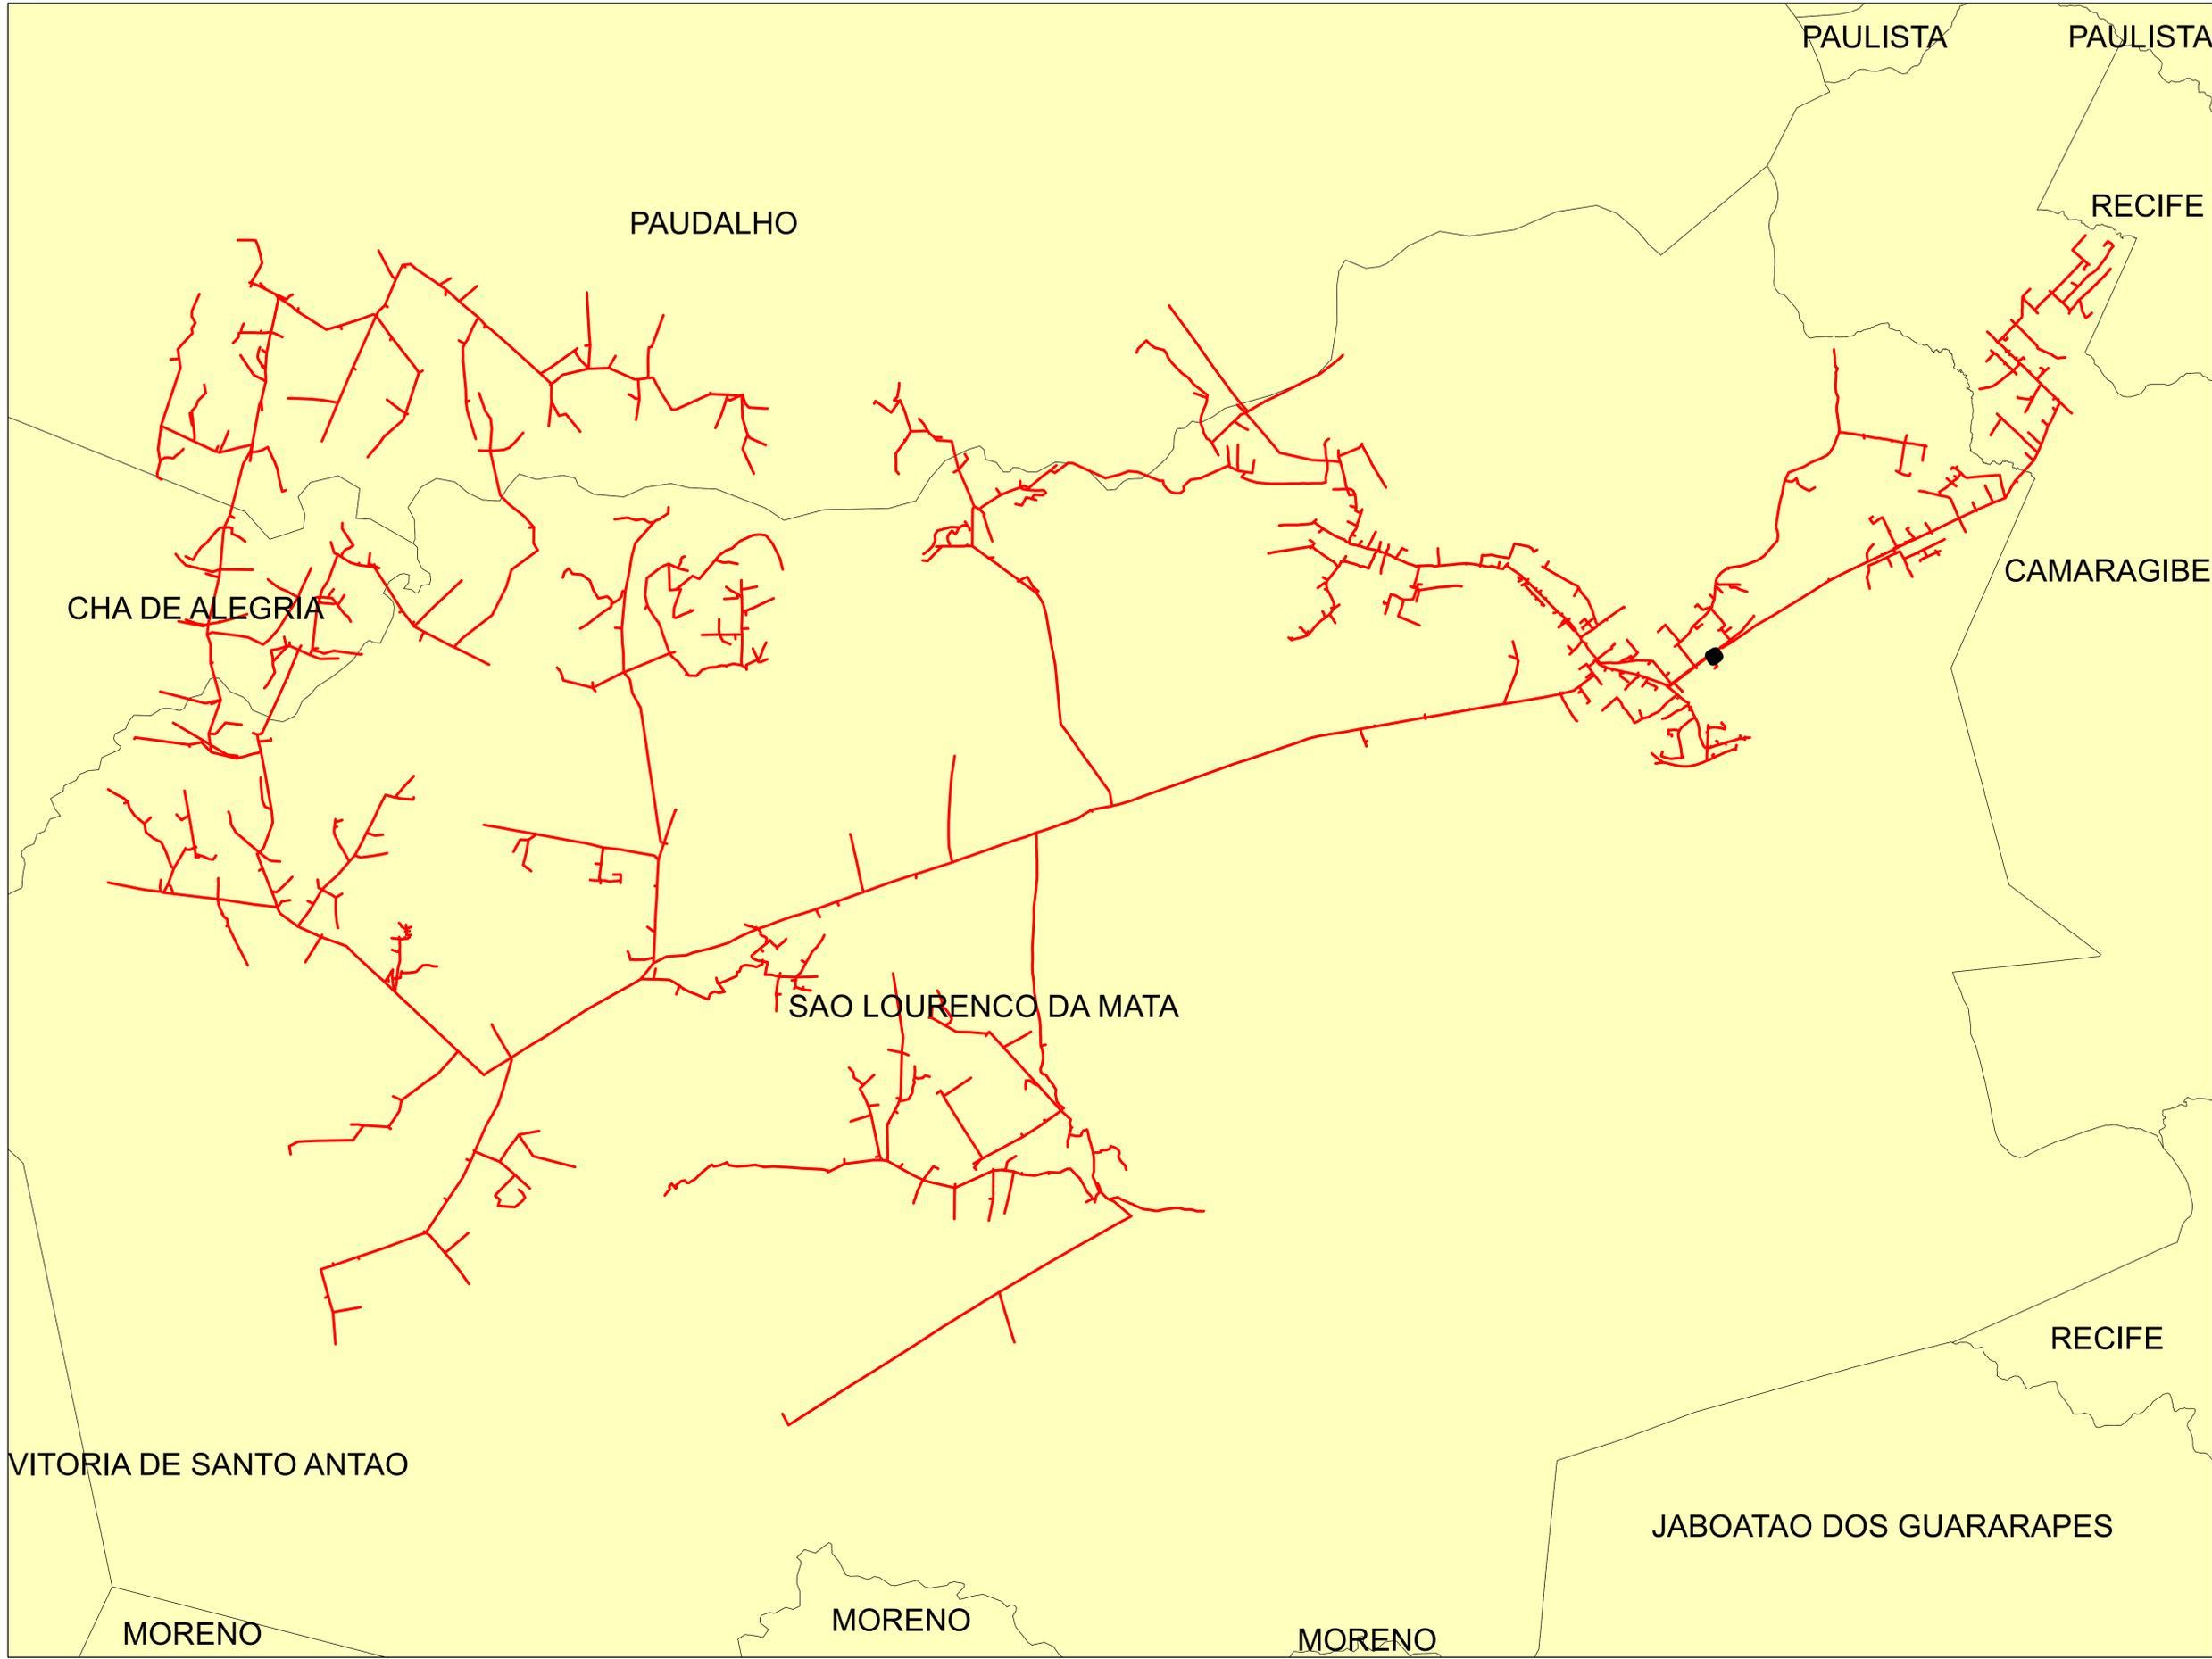 PAULISTA
PAULISTA
RECIFE
PAUDALHO
CAMARAGIBE
CHA DE ALEGRIA
SAO LOURENCO DA MATA
RECIFE
VITORIA DE SANTO ANTAO
JABOATAO DOS GUARARAPES
MORENO
MORENO
MORENO